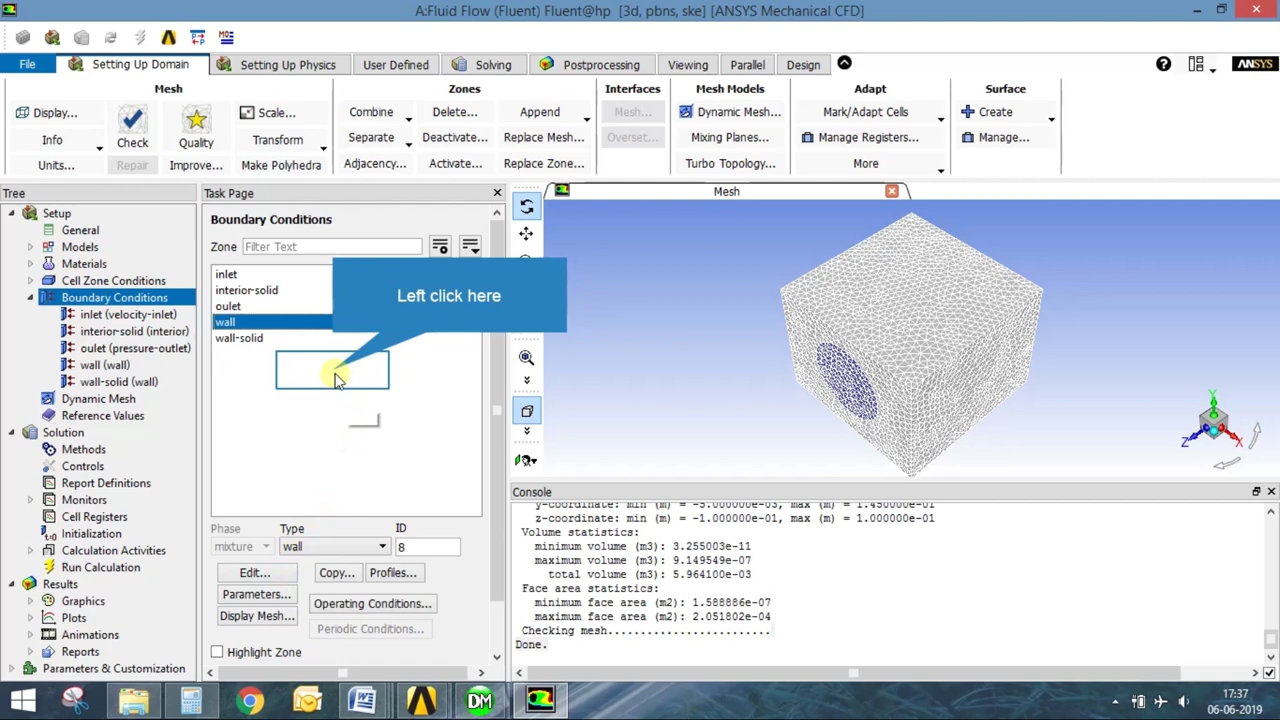 A:Fluid Flow (Fluent) Fluent@hp [3d, pbns, ske] [ANSYS Mechanical CFD]
File
Setting Up Domain
Setting Up Physics
User Defined
Solving
Postprocessing
Viewing
Parallel
Design
ANSYS
Mesh
Display...
Info
Units...
Check
Repair
Quality
Improve...
Scale...
Transform
Make Polyhedra
Zones
Combine
Separate
Adjacency...
Delete...
Deactivate...
Activate...
Append
Replace Mesh...
Replace Zone...
Interfaces
Mesh...
Overset...
Mesh Models
Dynamic Mesh...
Mixing Planes...
Turbo Topology...
Adapt
Mark/Adapt Cells
Manage Registers...
More
Surface
Create
Manage...
Tree
Setup
General
Models
Materials
Cell Zone Conditions
Boundary Conditions
inlet (velocity-inlet)
interior-solid (interior)
oulet (pressure-outlet)
wall (wall)
wall-solid (wall)
Dynamic Mesh
Reference Values
Solution
Methods
Controls
Report Definitions
Monitors
Cell Registers
Initialization
Calculation Activities
Run Calculation
Results
Graphics
Plots
Animations
Reports
Parameters & Customization
Task Page
Boundary Conditions
Zone Filter Text
inlet
interior-solid
oulet
wall
wall-solid
Left click here
Phase Type ID
mixture wall 8
Edit... Copy... Profiles...
Parameters... Operating Conditions...
Display Mesh... Periodic Conditions...
Highlight Zone
Mesh
Y
Z
X
Console
y-coordinate: min (m) = -5.000000e-03, max (m) = 1.450000e-01
z-coordinate: min (m) = -1.000000e-01, max (m) = 1.000000e-01
Volume statistics:
minimum volume (m3): 3.255003e-11
maximum volume (m3): 9.149549e-07
total volume (m3): 5.964100e-03
Face area statistics:
minimum face area (m2): 1.588886e-07
maximum face area (m2): 2.051802e-04
Checking mesh.........................
Done.
17:37
06-06-2019